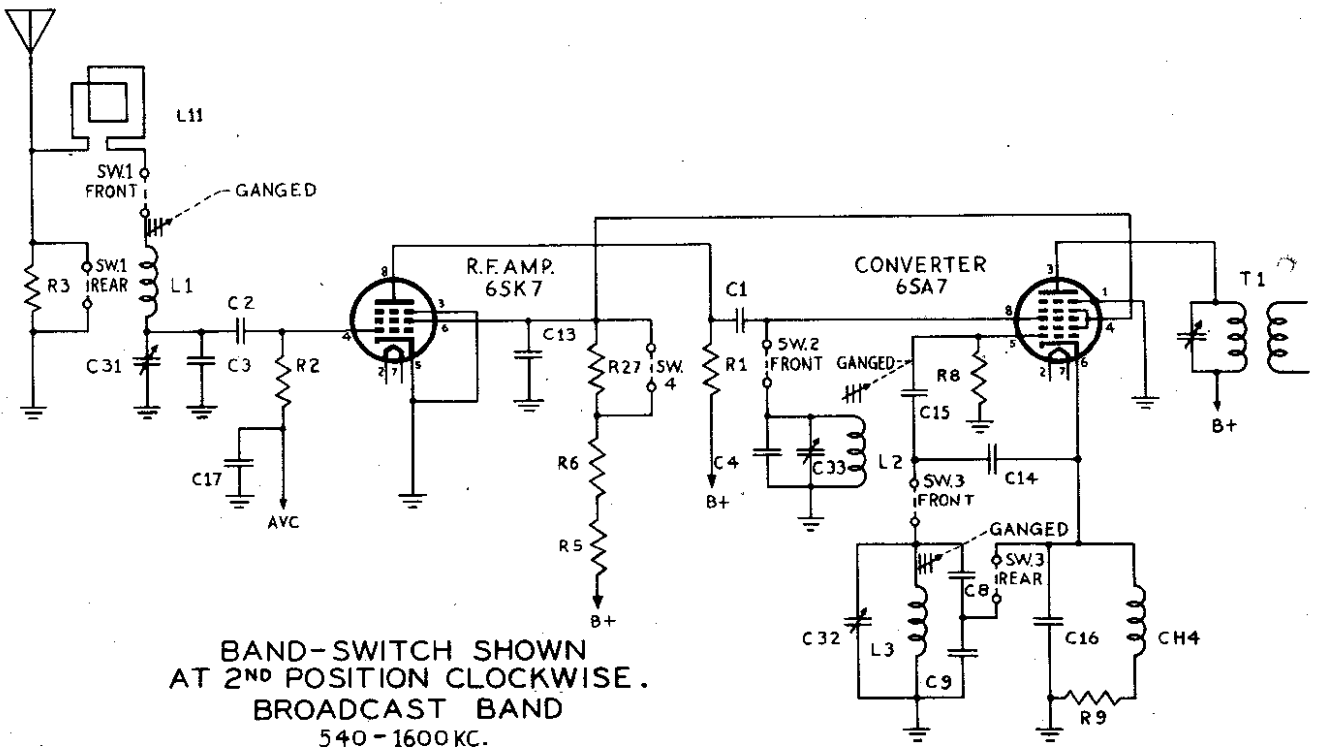 L11
SW.1
FRONT
GANGED
R3
SW.1
REAR
L1
C2
C31
C3
R2
C17
AVC
R.F. AMP.
6SK7
8
3
6
4
2
7
5
C13
R27
SW.
4
R6
R5
B+
C1
R1
B+
SW.2
FRONT
GANGED
C4
C33
L2
CONVERTER
6SA7
3
1
8
4
5
2
7
6
R8
C15
C14
SW.3
FRONT
GANGED
SW.3
REAR
C8
C32
L3
C9
C16
CH4
R9
T1
B+
BAND-SWITCH SHOWN
AT 2ND POSITION CLOCKWISE.
BROADCAST BAND
540-1600 KC.